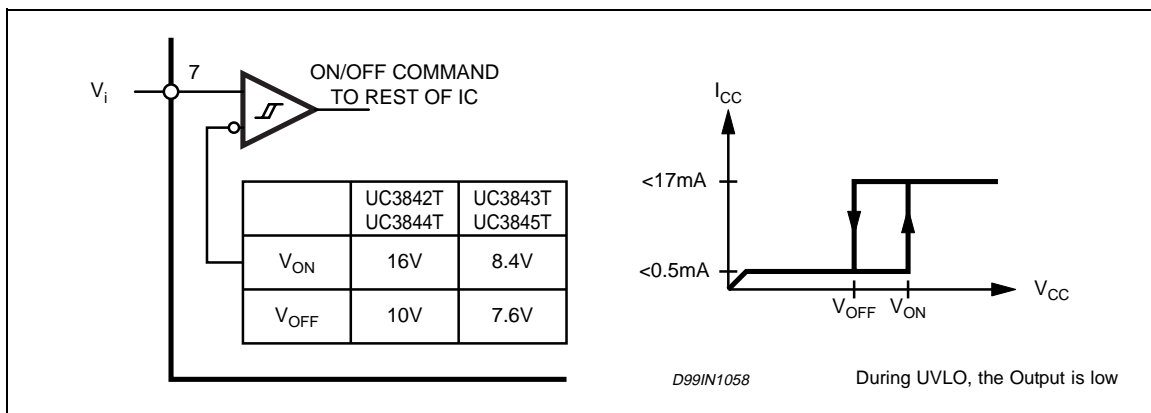 7
V_i
ON/OFF COMMAND
TO REST OF IC
UC3842T UC3843T
UC3844T UC3845T
V_ON 16V 8.4V
V_OFF 10V 7.6V
I_CC
<17mA
<0.5mA
V_OFF V_ON
V_CC
D99IN1058
During UVLO, the Output is low